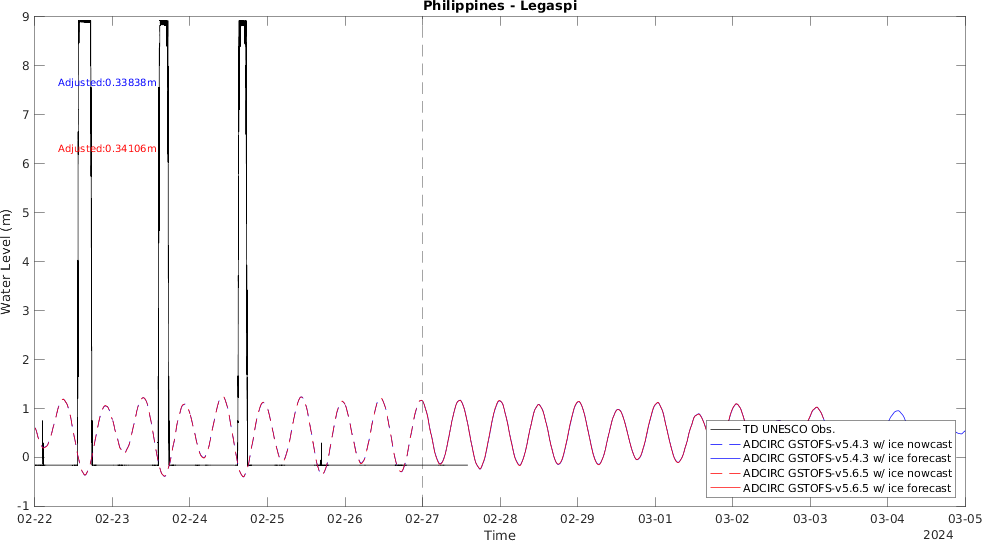 Philippines - Legaspi
9
8
7
6
5
4
3
2
1
0
-1
Water Level (m)
Adjusted:0.33838m
Adjusted:0.34106m
TD UNESCO Obs.
ADCIRC GSTOFS-v5.4.3 w/ ice nowcast
ADCIRC GSTOFS-v5.4.3 w/ ice forecast
ADCIRC GSTOFS-v5.6.5 w/ ice nowcast
ADCIRC GSTOFS-v5.6.5 w/ ice forecast
02-22 02-23 02-24 02-25 02-26 02-27 02-28 02-29 03-01 03-02 03-03 03-04 03-05
Time
2024